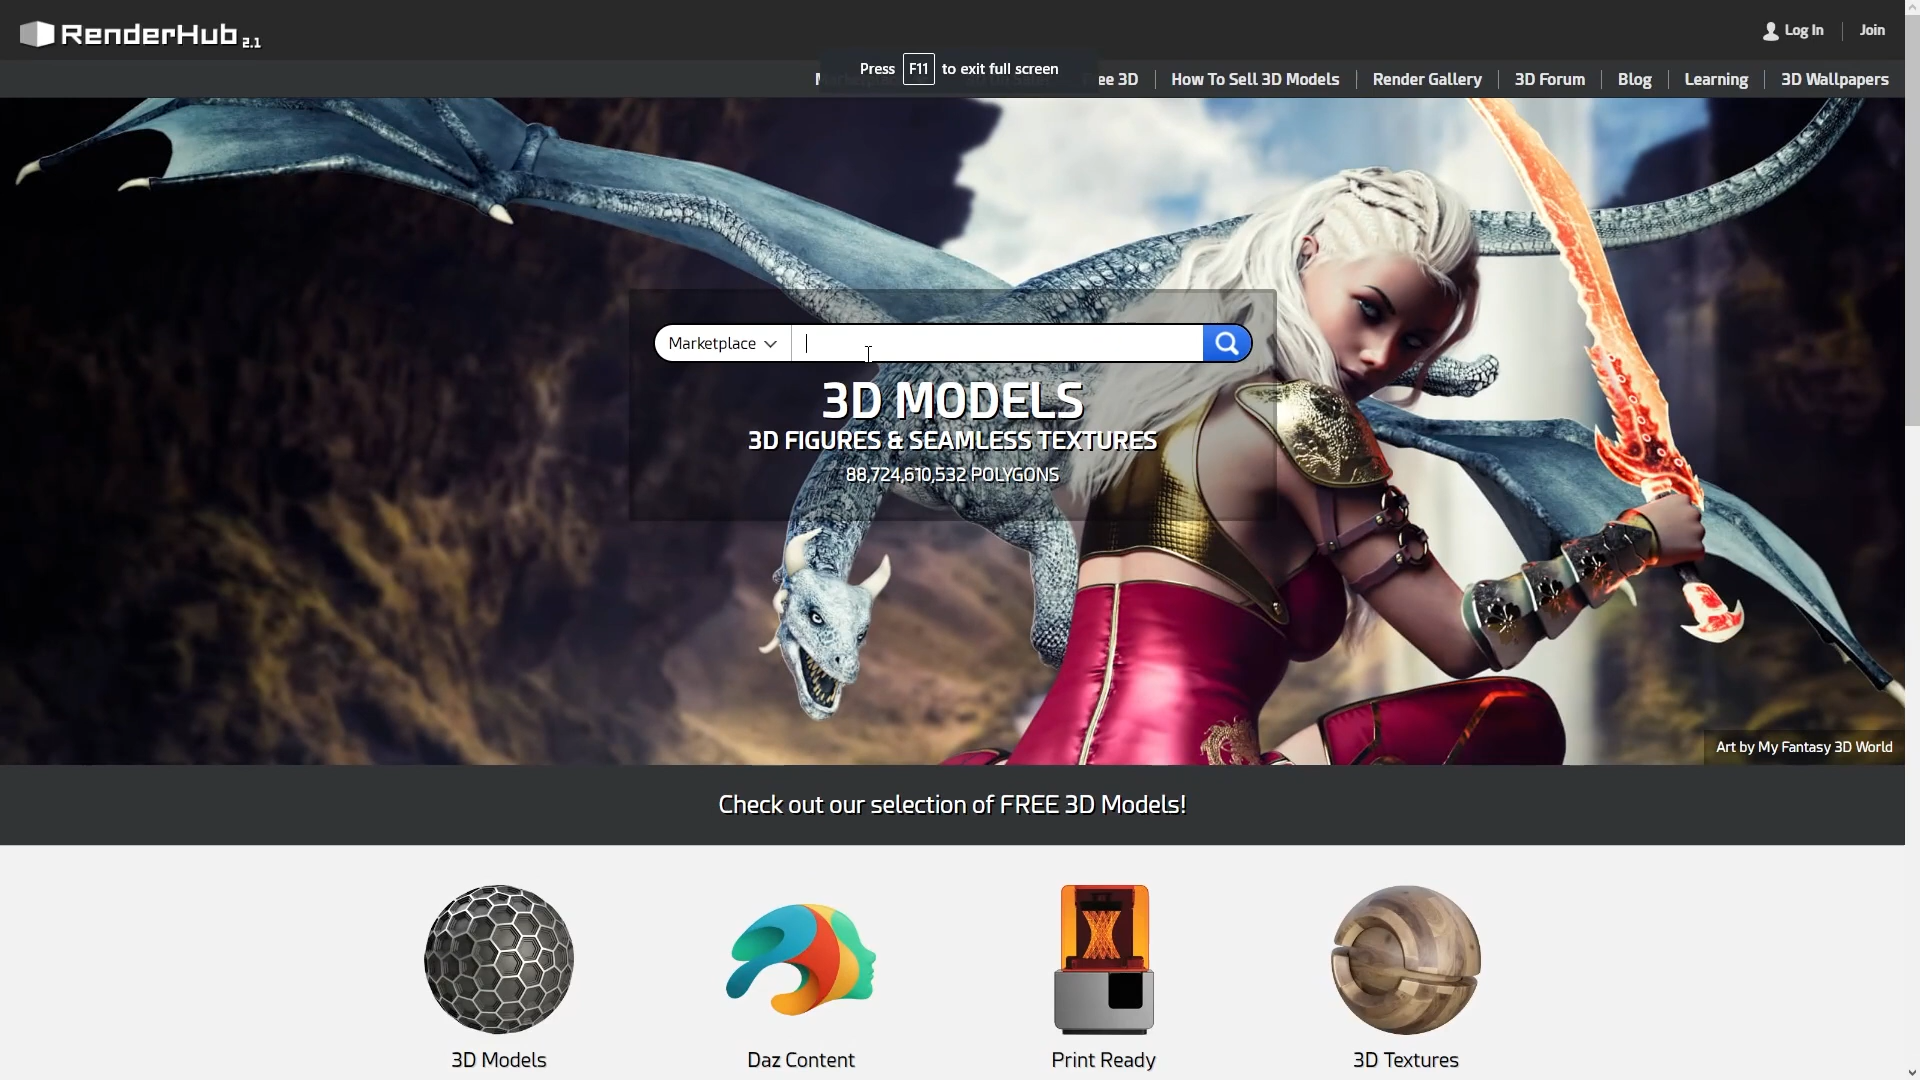 RenderHub 2.1
Log In
Join
Press F11 to exit full screen
ee 3D
How To Sell 3D Models
Render Gallery
3D Forum
Blog
Learning
3D Wallpapers
Marketplace
3D MODELS
3D FIGURES & SEAMLESS TEXTURES
88,724,610,532 POLYGONS
Art by My Fantasy 3D World
Check out our selection of FREE 3D Models!
3D Models
Daz Content
Print Ready
3D Textures